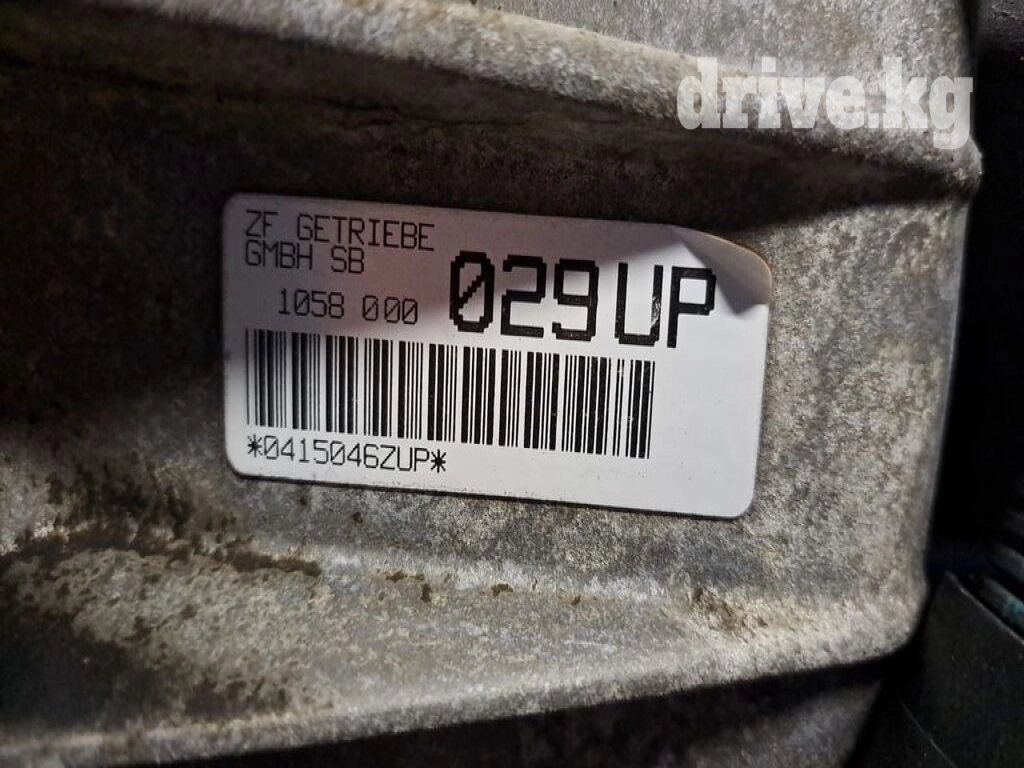 drive.kg
ZF GETRIEBE
GMBH SB
1058 000
029UP
*0415046ZUP*